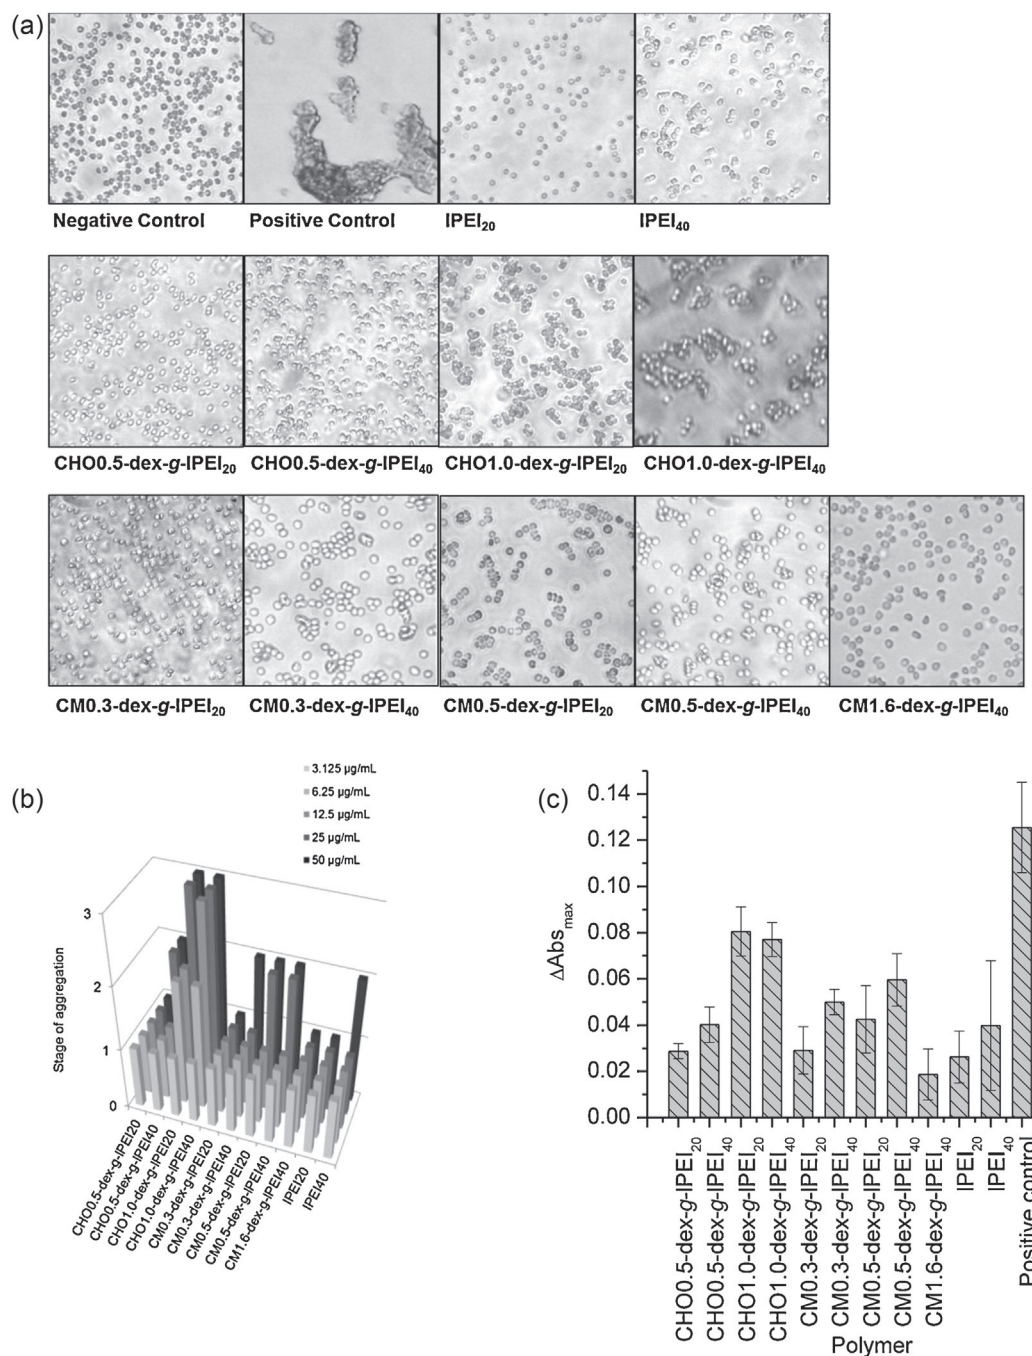 (a)
Negative Control
Positive Control
lPEI20
lPEI40
CHO0.5-dex-g-lPEI20
CHO0.5-dex-g-lPEI40
CHO1.0-dex-g-lPEI20
CHO1.0-dex-g-lPEI40
CM0.3-dex-g-lPEI20
CM0.3-dex-g-lPEI40
CM0.5-dex-g-lPEI20
CM0.5-dex-g-lPEI40
CM1.6-dex-g-lPEI40
(b)
3.125 µg/mL
6.25 µg/mL
12.5 µg/mL
25 µg/mL
50 µg/mL
Stage of aggregation
3
2
1
0
CHO0.5-dex-g-lPEI20
CHO0.5-dex-g-lPEI40
CHO1.0-dex-g-lPEI20
CHO1.0-dex-g-lPEI40
CM0.3-dex-g-lPEI20
CM0.3-dex-g-lPEI40
CM0.5-dex-g-lPEI20
CM0.5-dex-g-lPEI40
CM1.6-dex-g-lPEI40
lPEI20
lPEI40
(c)
ΔAbsmax
0.14
0.12
0.10
0.08
0.06
0.04
0.02
0.00
CHO0.5-dex-g-lPEI20
CHO0.5-dex-g-lPEI40
CHO1.0-dex-g-lPEI20
CHO1.0-dex-g-lPEI40
CM0.3-dex-g-lPEI20
CM0.3-dex-g-lPEI40
CM0.5-dex-g-lPEI20
CM0.5-dex-g-lPEI40
CM1.6-dex-g-lPEI40
lPEI20
lPEI40
Positive control
Polymer